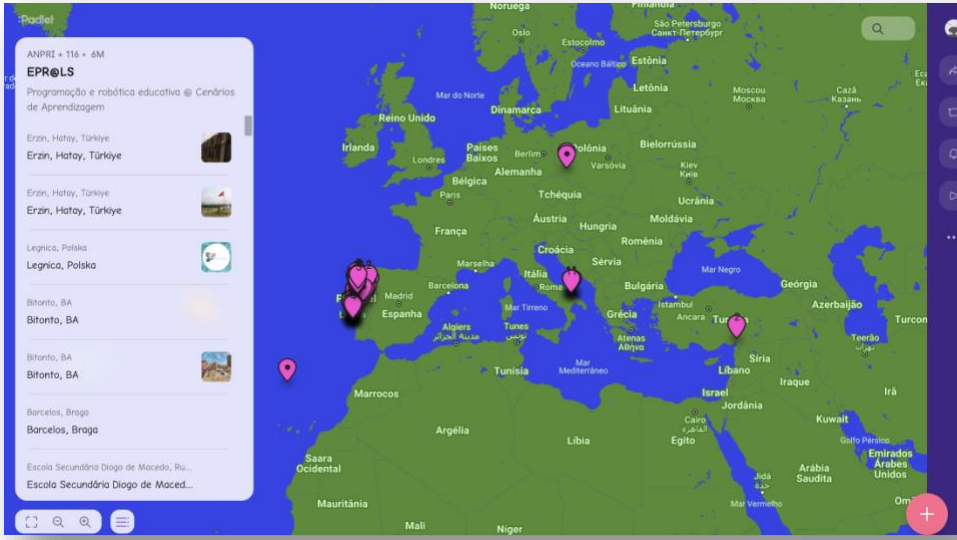 :Padlet
ANPRI + 116 • 6M
EPR@LS
Programação e robótica educativa @ Cenários
de Aprendizagem
Erzin, Hatay, Türkiye
Erzin, Hatay, Türkiye
Erzin, Hatay, Türkiye
Erzin, Hatay, Türkiye
Legnica, Polska
Legnica, Polska
Bitonto, BA
Bitonto, BA
Bitonto, BA
Bitonto, BA
Barcelos, Braga
Barcelos, Braga
Escola Secundária Diogo de Macedo, Ru...
Escola Secundária Diogo de Maced...
Noruega
Finlândia
Oslo
São Petersburgo
Санкт-Петербург
Estocolmo
Oceano Báltico
Estônia
Letônia
Moscou
Москва
Cazã
Казань
Mar do Norte
Dinamarca
Lituânia
Reino Unido
Irlanda
Países
Baixos
Berlim
Polônia
Varsóvia
Bielorrússia
Londres
Alemanha
Kiev
Київ
Bélgica
Paris
Tchéquia
Ucrânia
Áustria
Hungria
Moldávia
França
Romênia
Croácia
Sérvia
Marselha
Itália
Mar Negro
Barcelona
Roma
Bulgária
Geórgia
Madrid
Espanha
Mar Tirreno
Istambul
Grécia
Ancara
Azerbaijão
Turcon
Algiers
مدينة الجزائر
Tunes
تونس
Atenas
Αθήνα
Teerão
تهران
Síria
Tunísia
Mar
Mediterrâneo
Líbano
Iraque
Marrocos
Israel
Irã
Jordânia
Cairo
القاهرة
Kuwait
Argélia
Líbia
Egito
Golfo Pérsico
Saara
Ocidental
Emirados
Árabes
Unidos
Jidá
جدة
Arábia
Saudita
Mauritânia
Mar Vermelho
Om
Mali
Níger